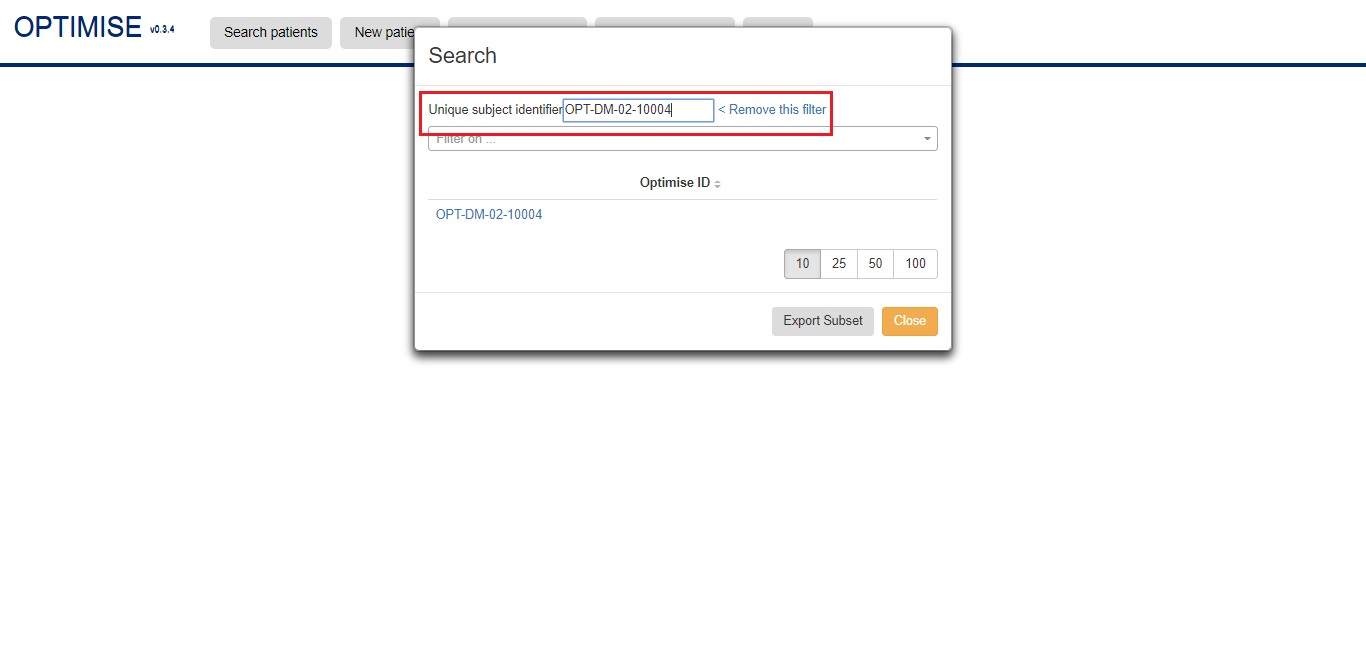 OPTIMISE v0.3.4
Search patients
New patie
Search
Unique subject identifier OPT-DM-02-10004 < Remove this filter
Filter on ...
Optimise ID
OPT-DM-02-10004
10 25 50 100
Export Subset Close